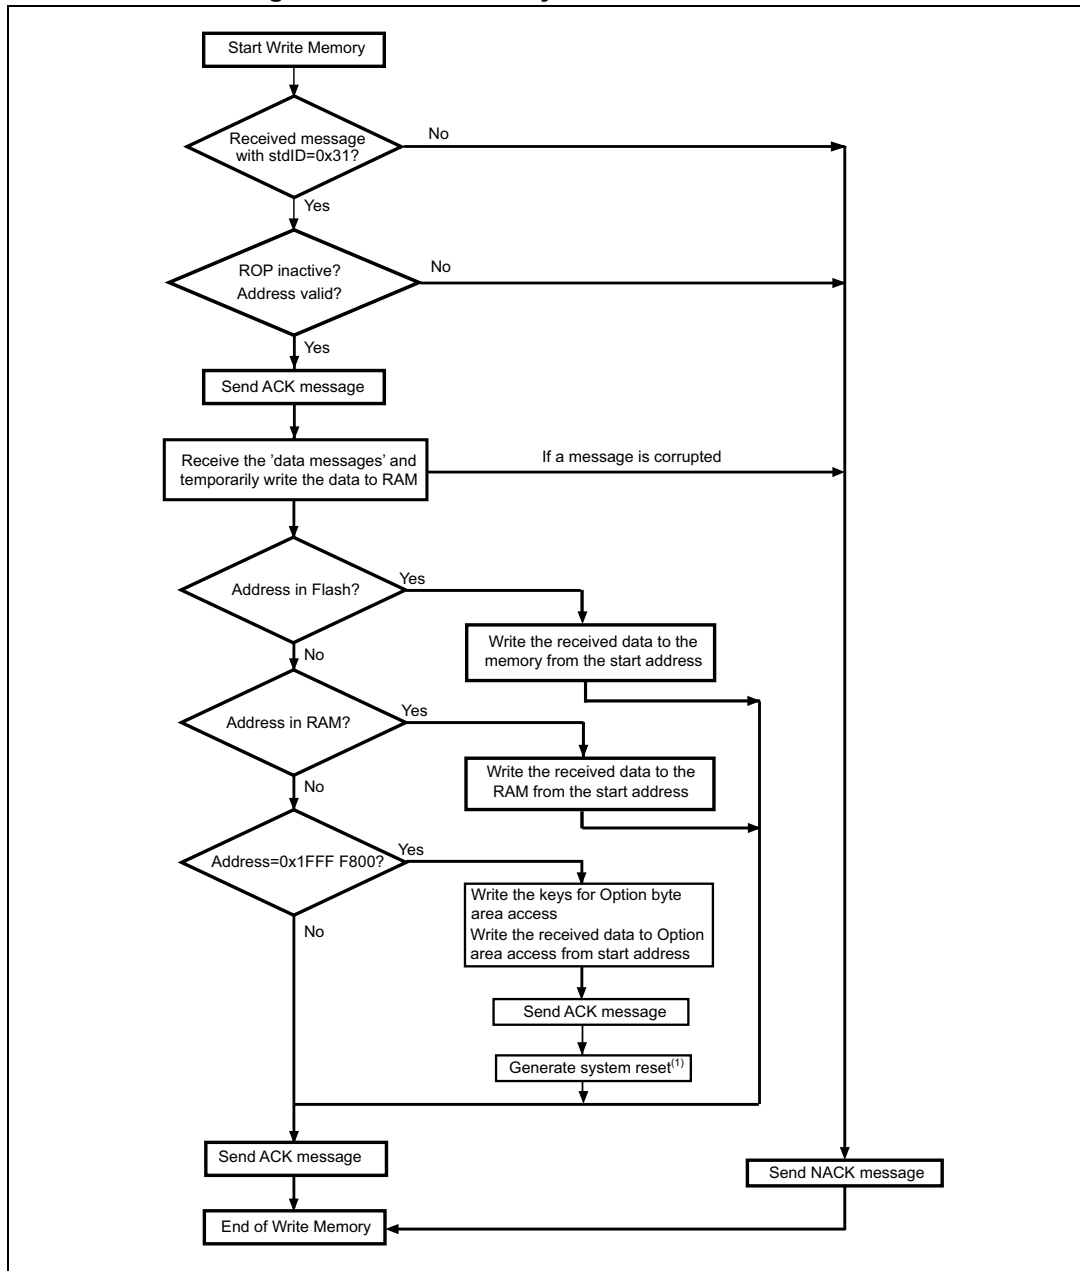 Start Write Memory
Received message
with stdID=0x31?
No
Yes
ROP inactive?
Address valid?
No
Yes
Send ACK message
Receive the 'data messages' and
temporarily write the data to RAM
If a message is corrupted
Address in Flash?
Yes
Write the received data to the
memory from the start address
No
Address in RAM?
Yes
Write the received data to the
RAM from the start address
No
Address=0x1FFF F800?
Yes
Write the keys for Option byte
area access
Write the received data to Option
area access from start address
No
Send ACK message
Generate system reset(1)
Send ACK message
Send NACK message
End of Write Memory